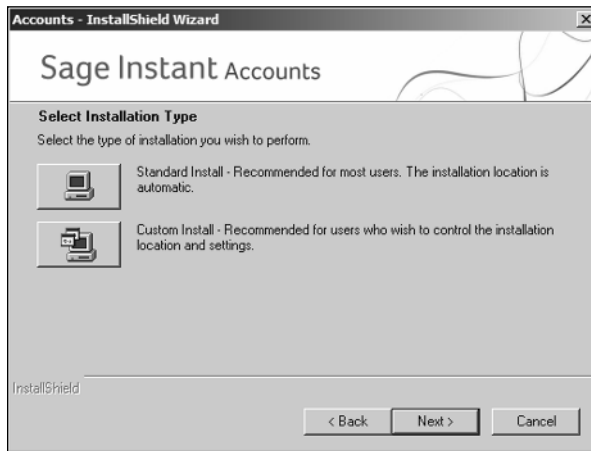 Accounts - InstallShield Wizard
Sage Instant Accounts
Select Installation Type
Select the type of installation you wish to perform.
Standard Install - Recommended for most users. The installation location is
automatic.
Custom Install - Recommended for users who wish to control the installation
location and settings.
InstallShield
< Back
Next >
Cancel